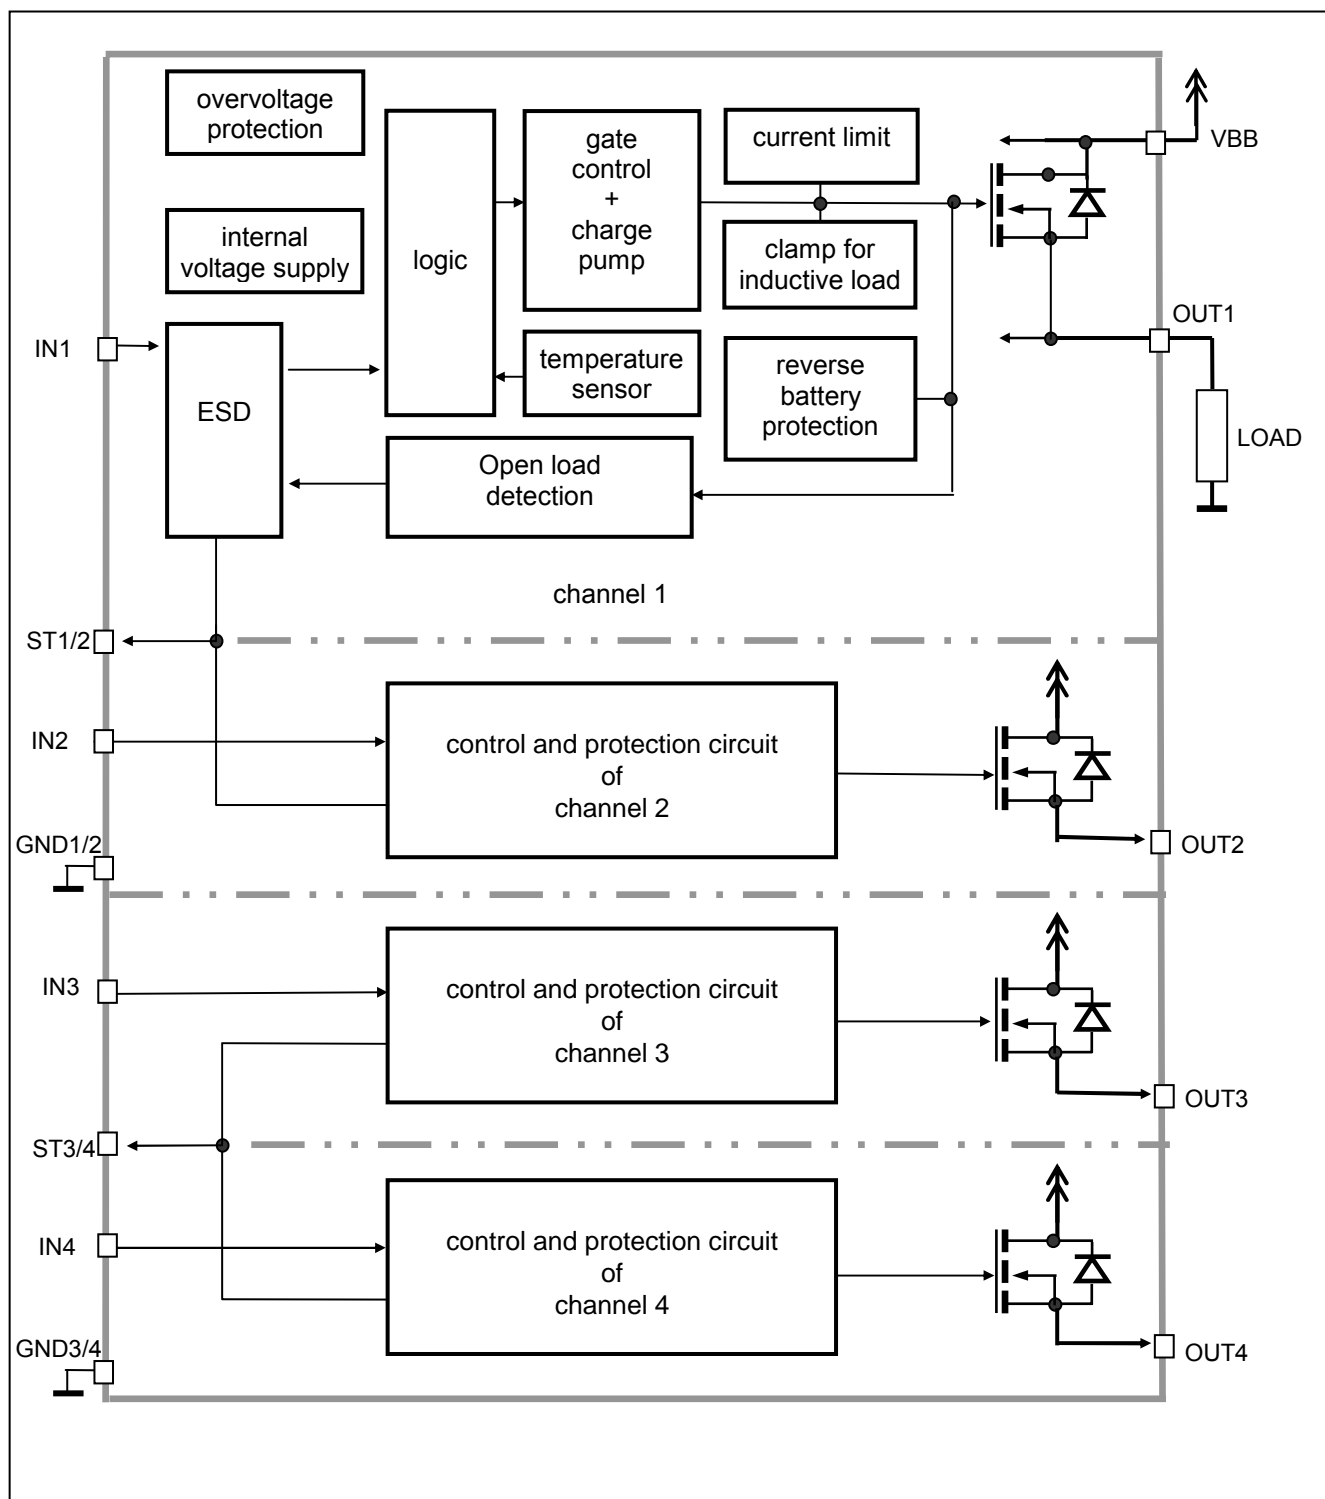 overvoltage
protection
logic
gate
control
+
charge
pump
current limit
VBB
internal
voltage supply
clamp for
inductive load
IN1
ESD
temperature
sensor
reverse
battery
protection
OUT1
LOAD
Open load
detection
channel 1
ST1/2
IN2
control and protection circuit
of
channel 2
GND1/2
OUT2
IN3
control and protection circuit
of
channel 3
OUT3
ST3/4
IN4
control and protection circuit
of
channel 4
GND3/4
OUT4